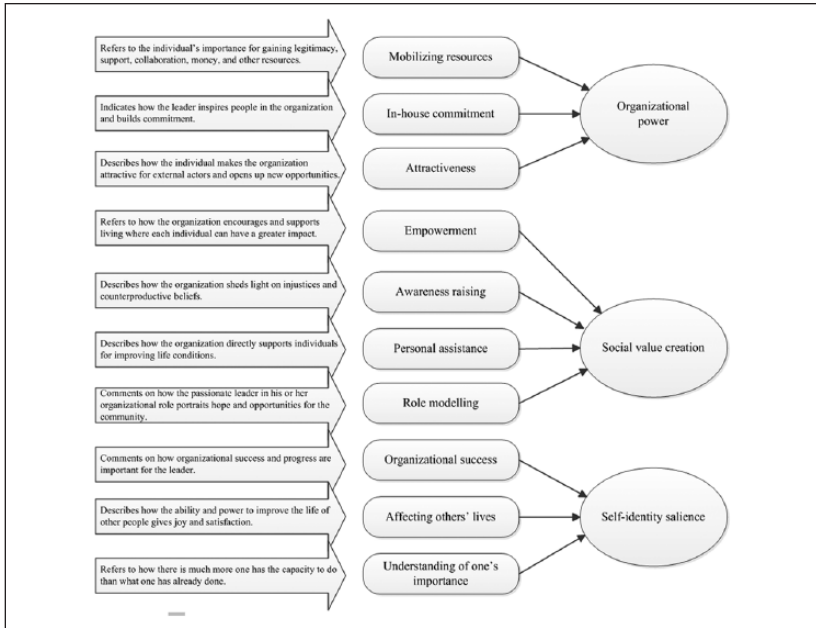 Refers to the individual's importance for gaining legitimacy,
support, collaboration, money, and other resources.
Mobilizing resources
Indicates how the leader inspires people in the organization
and builds commitment.
In-house commitment
Describes how the individual makes the organization
attractive for external actors and opens up new opportunities.
Attractiveness
Organizational
power
Refers to how the organization encourages and supports
living where each individual can have a greater impact.
Empowerment
Describes how the organization sheds light on injustices and
counterproductive beliefs.
Awareness raising
Describes how the organization directly supports individuals
for improving life conditions.
Personal assistance
Comments on how the passionate leader in his or her
organizational role portraits hope and opportunities for the
community.
Role modelling
Social value creation
Comments on how organizational success and progress are
important for the leader.
Organizational success
Describes how the ability and power to improve the life of
other people gives joy and satisfaction.
Affecting others' lives
Refers to how there is much more one has the capacity to do
than what one has already done.
Understanding of one's
importance
Self-identity salience